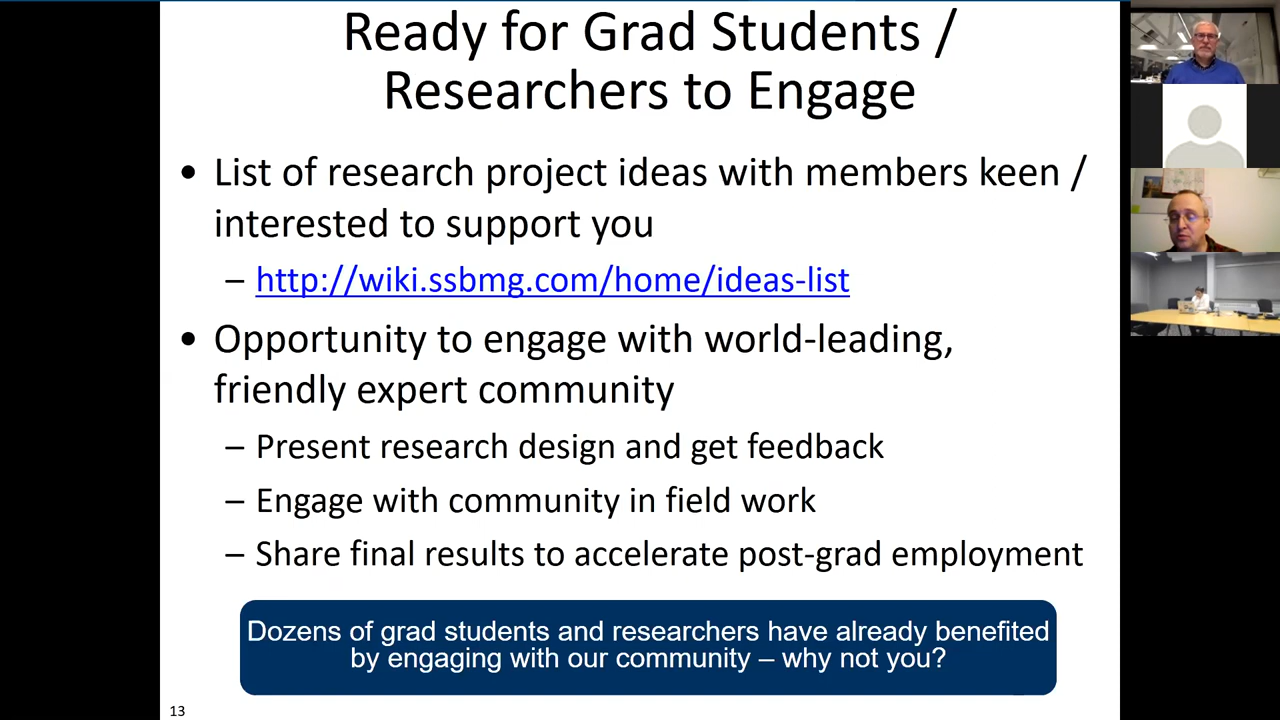 Ready for Grad Students /
Researchers to Engage
• List of research project ideas with members keen /
interested to support you
– http://wiki.ssbmg.com/home/ideas-list
• Opportunity to engage with world-leading,
friendly expert community
– Present research design and get feedback
– Engage with community in field work
– Share final results to accelerate post-grad employment
Dozens of grad students and researchers have already benefited
by engaging with our community – why not you?
13